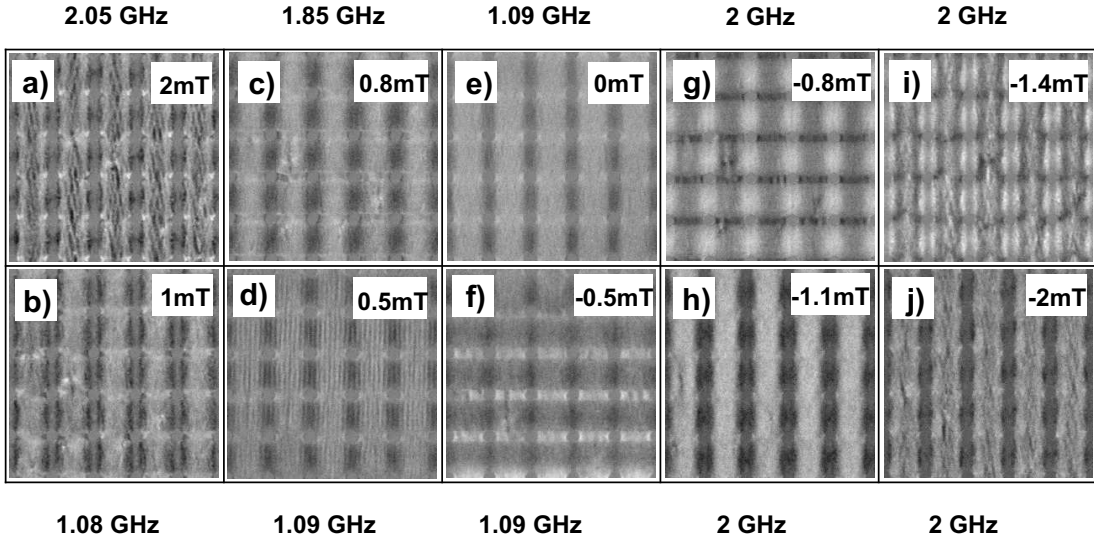 2.05 GHz 1.85 GHz 1.09 GHz 2 GHz 2 GHz
a) 2mT c) 0.8mT e) 0mT g) -0.8mT i) -1.4mT
b) 1mT d) 0.5mT f) -0.5mT h) -1.1mT j) -2mT
1.08 GHz 1.09 GHz 1.09 GHz 2 GHz 2 GHz